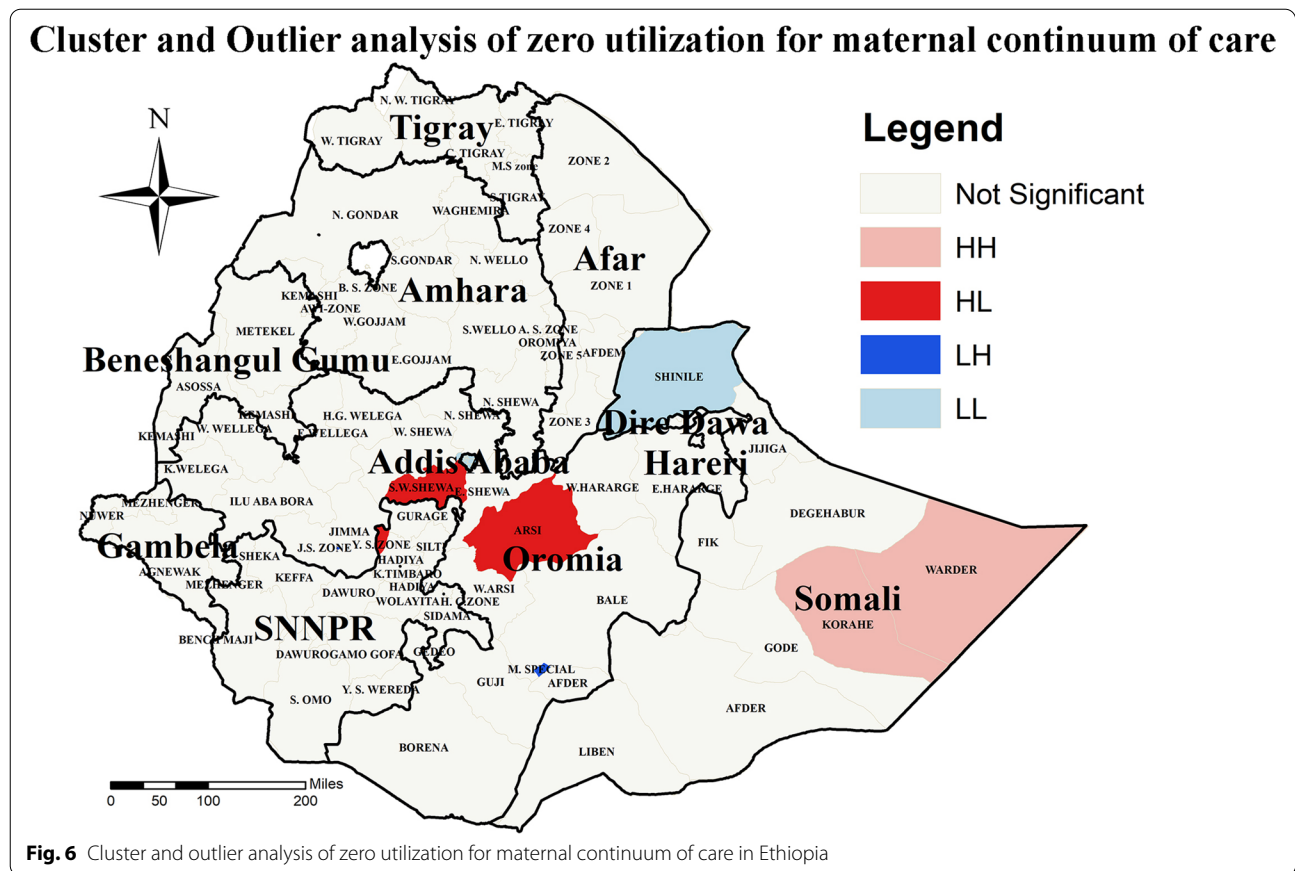 Cluster and Outlier analysis of zero utilization for maternal continuum of care
N
Legend
Not Significant
HH
HL
LH
LL
N. W. TIGRAY
Tigray
E. TIGREY
W. TIGRAY
C. TIGRAY
M.S zone
ZONE 2
S.TIGRAY
WAGHEMIRA
N. GONDAR
ZONE 4
Afar
S.GONDAR
N. WELLO
ZONE 1
B. S. ZONE
Amhara
KEMASHI
AWI-ZONE
W.GOJJAM
METEKEL
S.WELLO
A. S. ZONE
OROMIYA
ZONE 5
AFDEM
Beneshangul Gumu
E.GOJJAM
SHINILE
ASOSSA
N. SHEWA
KEMASHI
H.G. WELEGA
N. SHEWA
ZONE 3
Dire Dawa
W. WELLEGA
E.WELLEGA
W. SHEWA
KEMASHI
JIJIGA
Addis Ababa
Hareri
K.WELEGA
S.W.SHEWA
E. SHEWA
W.HARARGE
E.HARARGE
MEZHENGER
ILU ABA BORA
NUWER
GURAGE
DEGEHABUR
JIMMA
ARSI
Gambela
J.S. ZONE
Y. S.ZONE
SILTI
FIK
SHEKA
HADIYA
Oromia
WARDER
AGNEWAK
KEFFA
K.TIMBARO
MEZHENGER
HADIYA
W.ARSI
DAWURO
WOLAYITA
H. C.ZONE
BALE
Somali
SIDAMA
KORAHE
SNNPR
BENCH MAJI
GODE
DAWURO
GAMO GOFA
GEDEO
M. SPECIAL
GUJI
AFDER
Y. S. WEREDA
S. OMO
AFDER
BORENA
LIBEN
Miles
0 50 100 200
Fig. 6 Cluster and outlier analysis of zero utilization for maternal continuum of care in Ethiopia